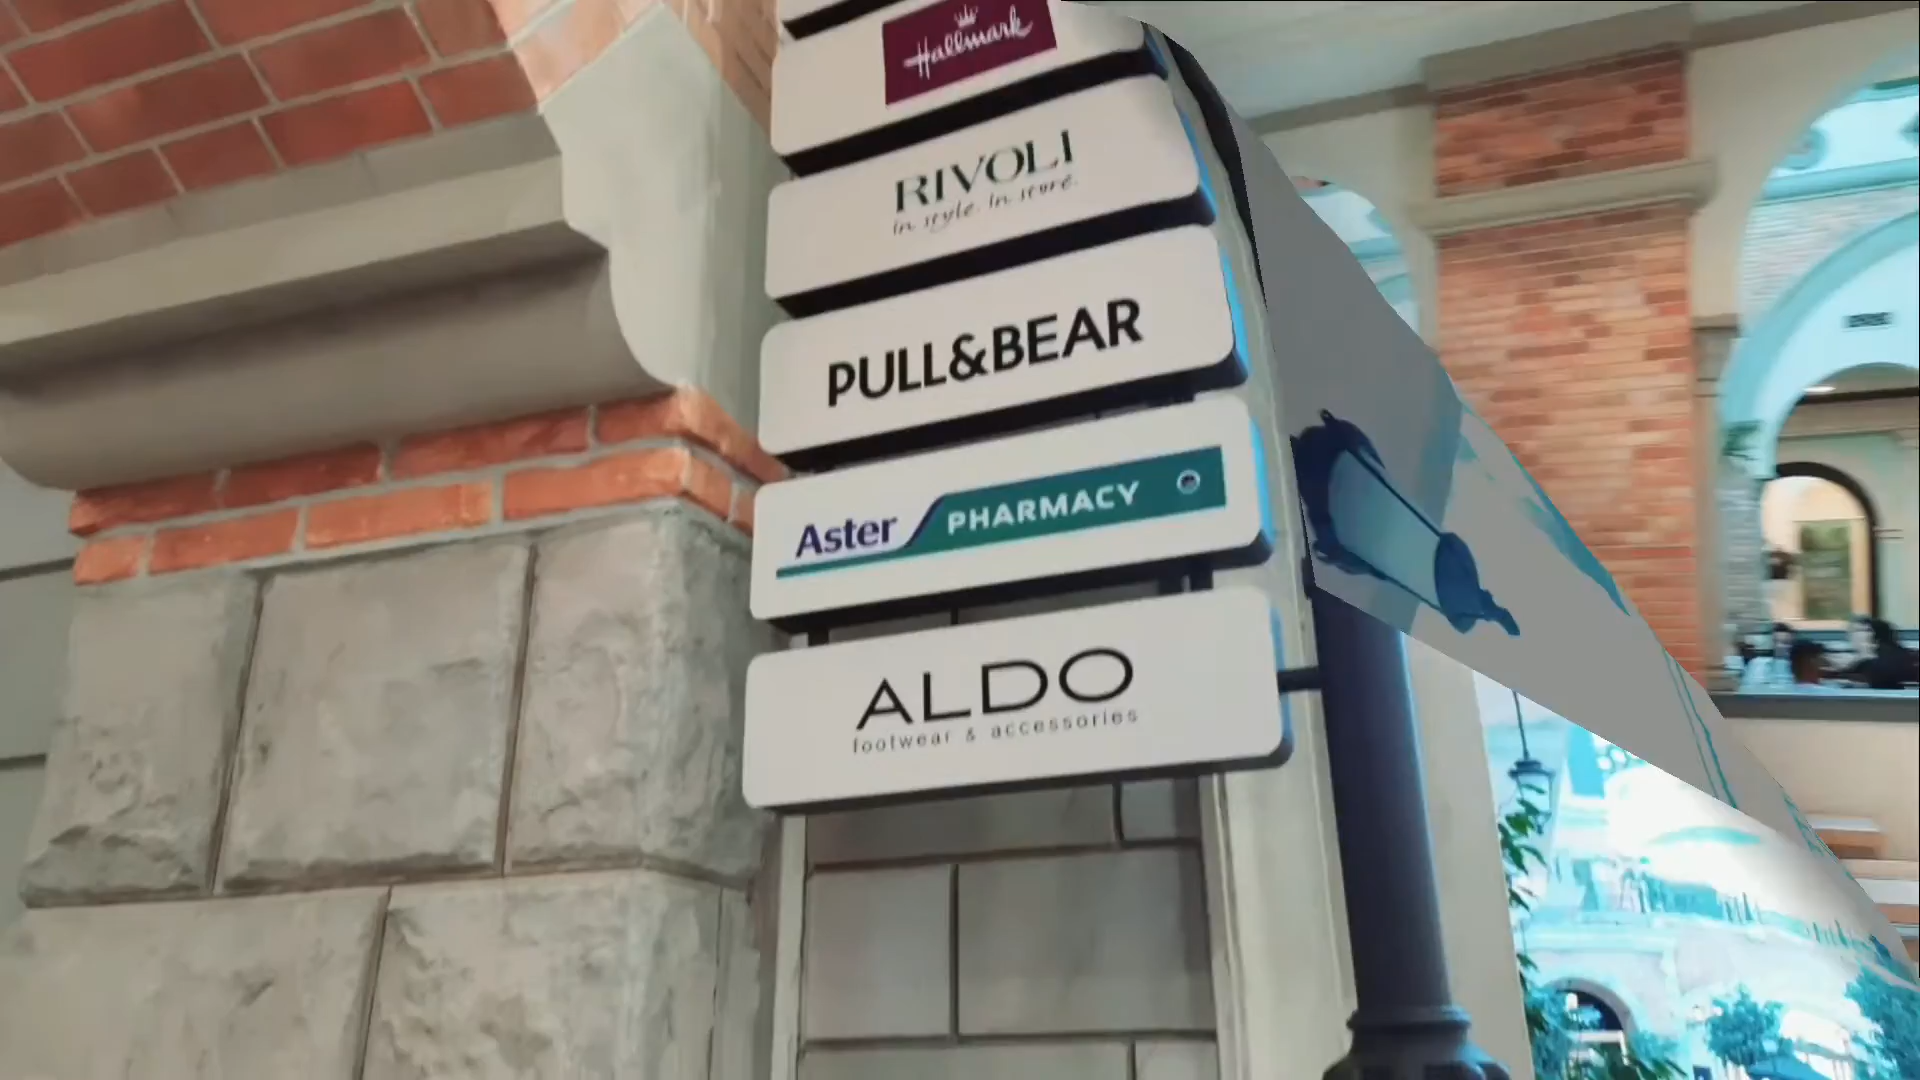 Hallmark
RIVOLI
in style. in store.
PULL&BEAR
Aster PHARMACY
ALDO
footwear & accessories